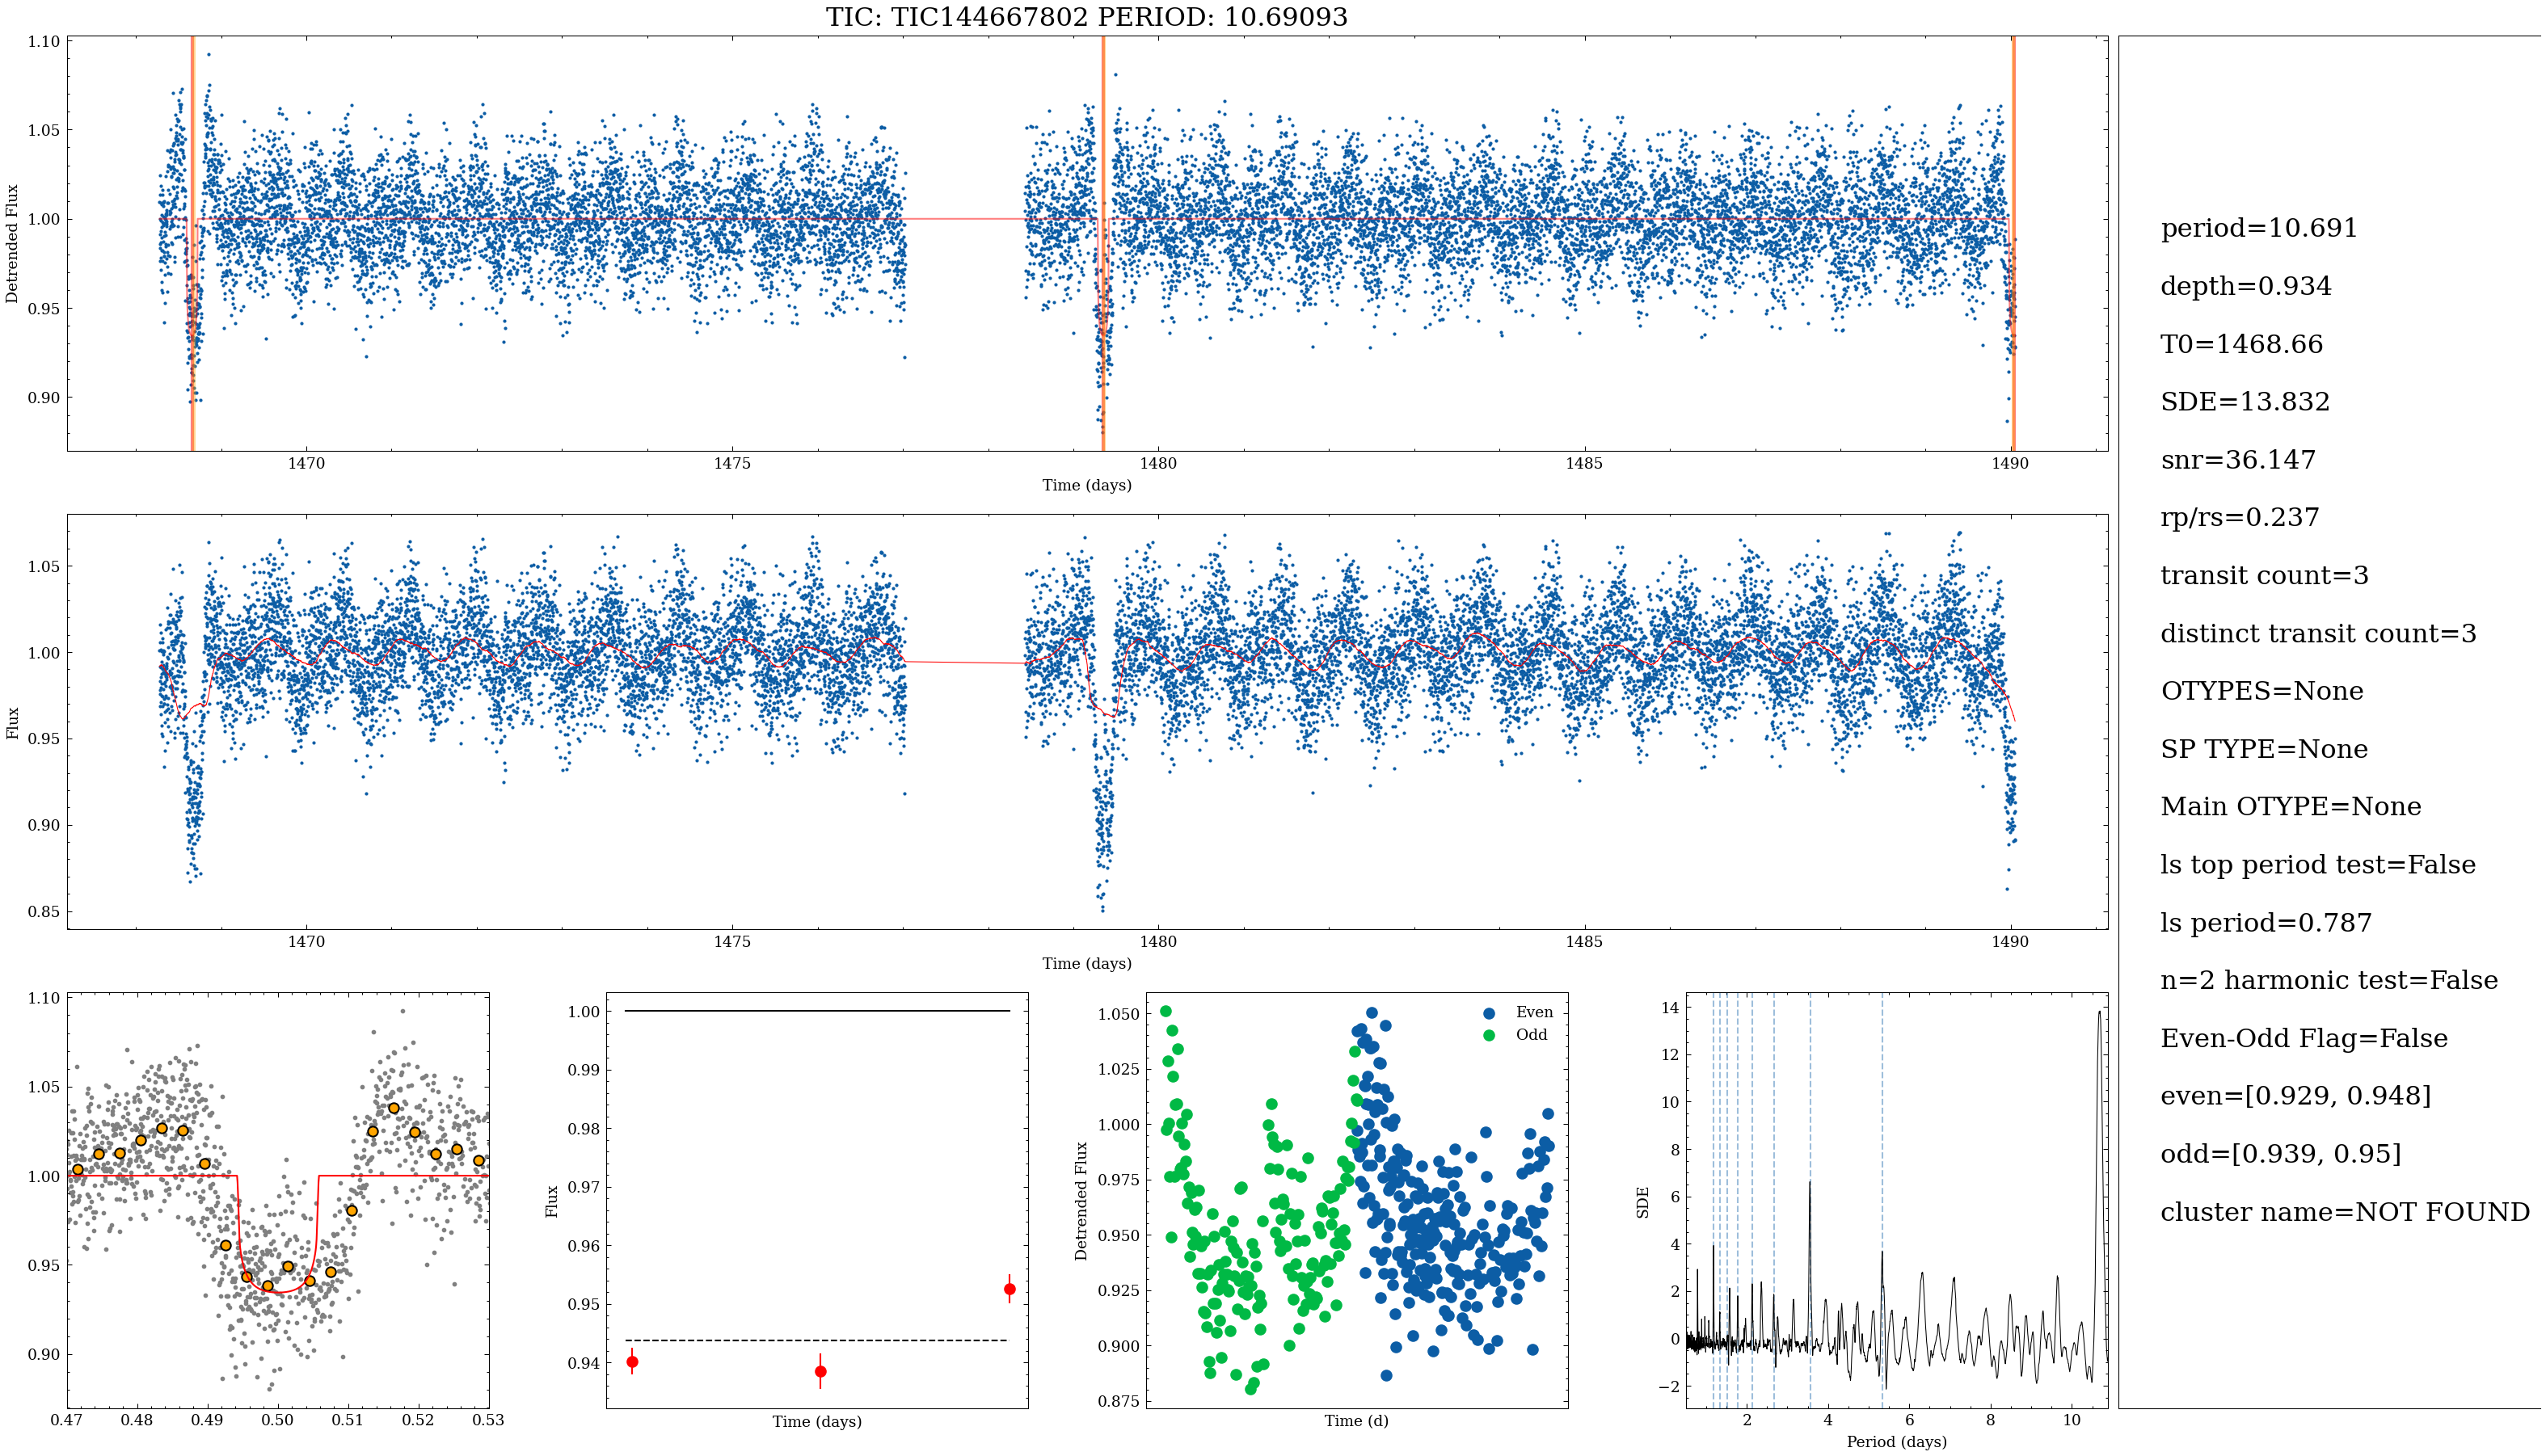 TIC: TIC144667802 PERIOD: 10.69093
1.10
1.05
1.00
0.95
0.90
Detrended Flux
1470
1475
1480
1485
1490
Time (days)
1.05
1.00
0.95
0.90
0.85
Flux
1470
1475
1480
1485
1490
Time (days)
1.10
1.05
1.00
0.95
0.90
0.47
0.48
0.49
0.50
0.51
0.52
0.53
1.00
0.99
0.98
0.97
0.96
0.95
0.94
Flux
Time (days)
1.050
1.025
1.000
0.975
0.950
0.925
0.900
0.875
Detrended Flux
Even
Odd
Time (d)
14
12
10
8
6
4
2
0
−2
SDE
2
4
6
8
10
Period (days)
period=10.691
depth=0.934
T0=1468.66
SDE=13.832
snr=36.147
rp/rs=0.237
transit count=3
distinct transit count=3
OTYPES=None
SP TYPE=None
Main OTYPE=None
ls top period test=False
ls period=0.787
n=2 harmonic test=False
Even-Odd Flag=False
even=[0.929, 0.948]
odd=[0.939, 0.95]
cluster name=NOT FOUND